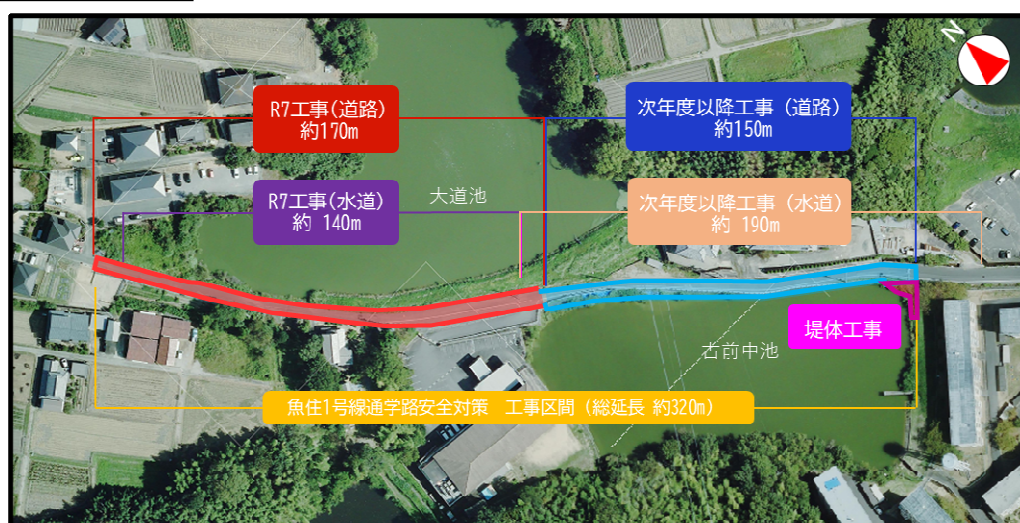 N
R7工事(道路)
約170m
次年度以降工事（道路）
約150m
R7工事(水道)
約 140m
大道池
次年度以降工事（水道）
約 190m
堤体工事
古前中池
魚住1号線通学路安全対策　工事区間（総延長 約320m）